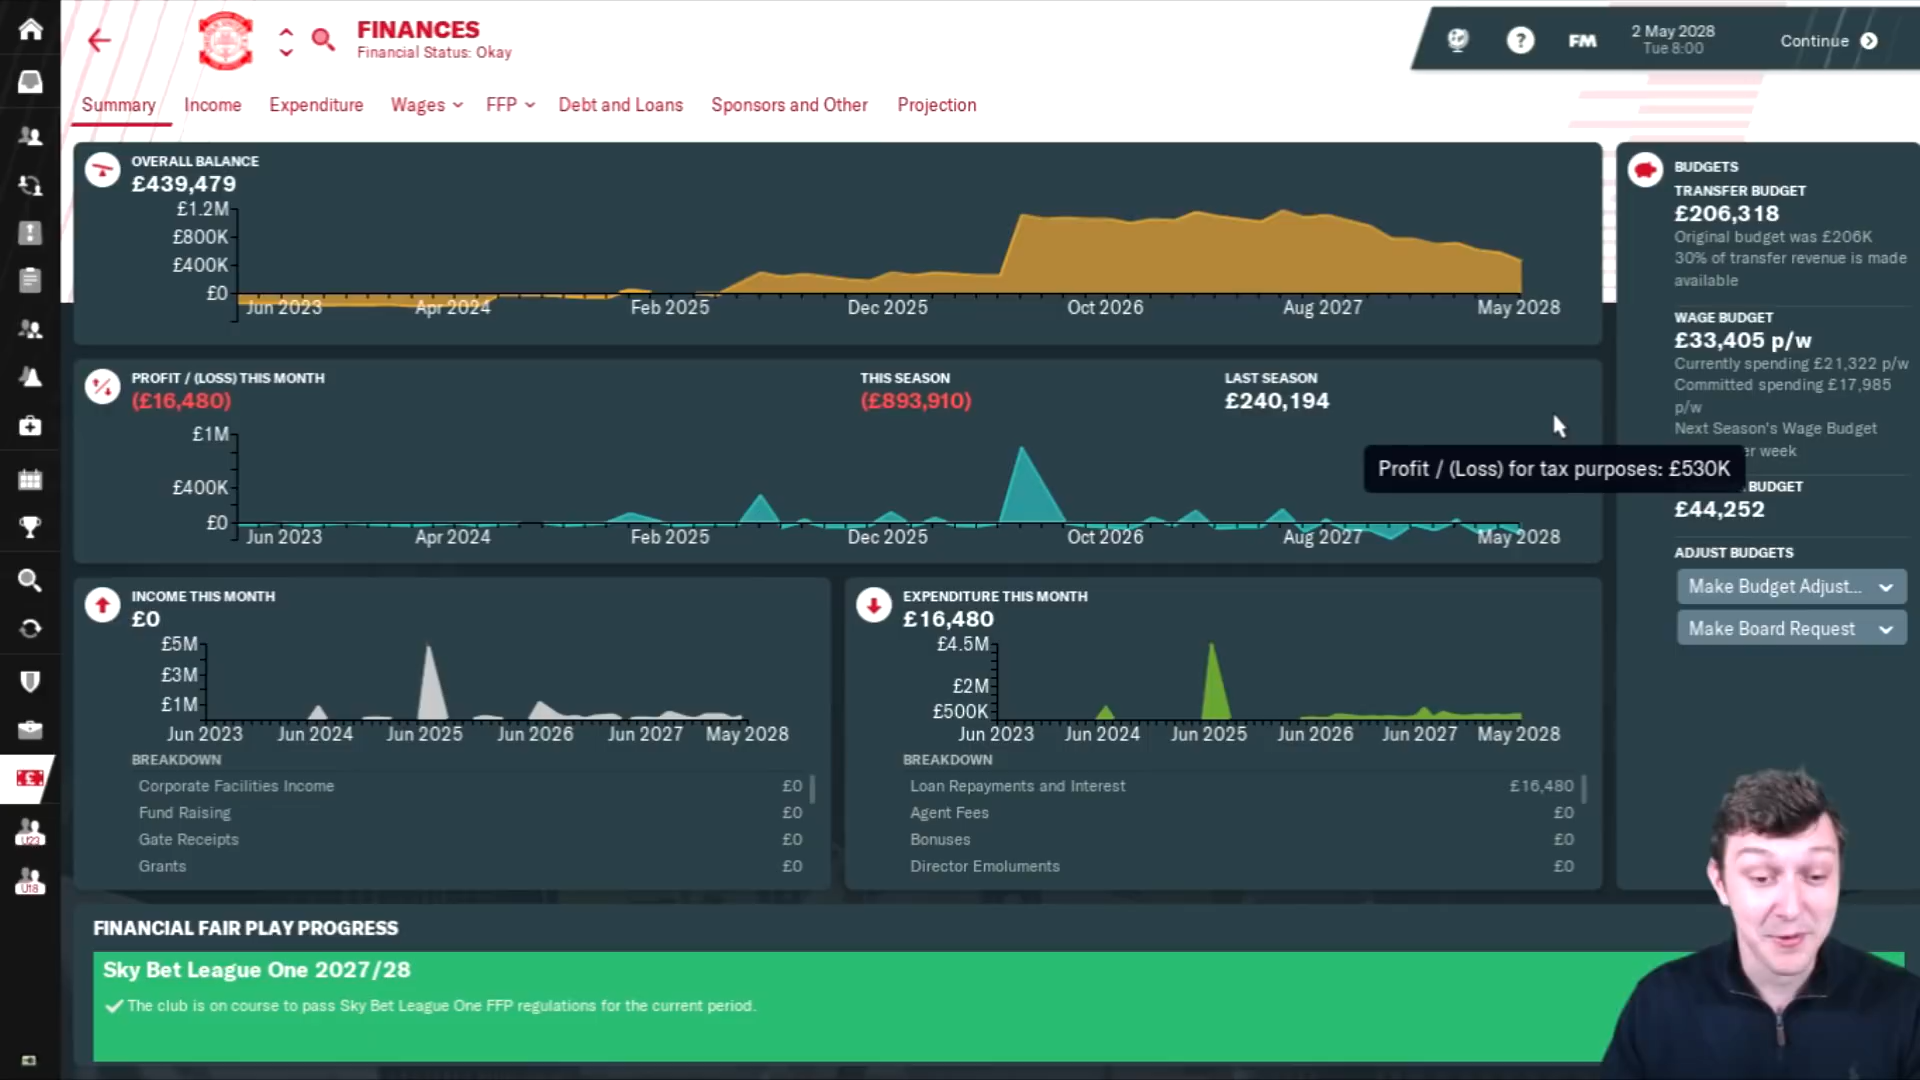 FINANCES
Financial Status: Okay
2 May 2028
Tue 8:00
?
FM
Continue
Summary
Income
Expenditure
Wages
FFP
Debt and Loans
Sponsors and Other
Projection
OVERALL BALANCE
£439,479
£1.2M
£800K
£400K
£0
Jun 2023
Apr 2024
Feb 2025
Dec 2025
Oct 2026
Aug 2027
May 2028
PROFIT / (LOSS) THIS MONTH
(£16,480)
THIS SEASON
(£893,910)
LAST SEASON
£240,194
£1M
£400K
£0
Jun 2023
Apr 2024
Feb 2025
Dec 2025
Oct 2026
Aug 2027
May 2028
Profit / (Loss) for tax purposes: £530K
INCOME THIS MONTH
£0
£5M
£3M
£1M
Jun 2023
Jun 2024
Jun 2025
Jun 2026
Jun 2027
May 2028
BREAKDOWN
Corporate Facilities Income £0
Fund Raising £0
Gate Receipts £0
Grants £0
EXPENDITURE THIS MONTH
£16,480
£4.5M
£2M
£500K
Jun 2023
Jun 2024
Jun 2025
Jun 2026
Jun 2027
May 2028
BREAKDOWN
Loan Repayments and Interest £16,480
Agent Fees £0
Bonuses £0
Director Emoluments £0
BUDGETS
TRANSFER BUDGET
£206,318
Original budget was £206K
30% of transfer revenue is made
available
WAGE BUDGET
£33,405 p/w
Currently spending £21,322 p/w
Committed spending £17,985
p/w
Next Season's Wage Budget
week
BUDGET
£44,252
ADJUST BUDGETS
Make Budget Adjust...
Make Board Request
U23
U18
FINANCIAL FAIR PLAY PROGRESS
Sky Bet League One 2027/28
The club is on course to pass Sky Bet League One FFP regulations for the current period.